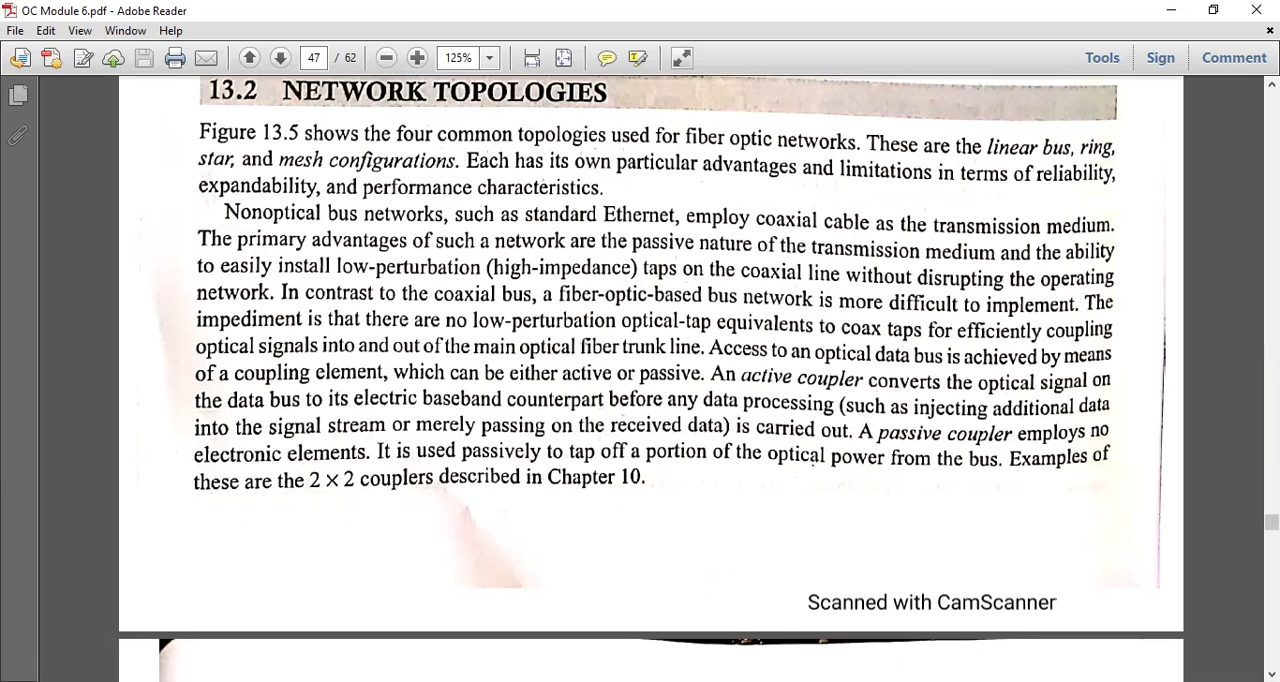 OC Module 6.pdf - Adobe Reader
File Edit View Window Help
47 / 62 125% Tools Sign Comment
13.2 NETWORK TOPOLOGIES
Figure 13.5 shows the four common topologies used for fiber optic networks. These are the linear bus, ring,
star, and mesh configurations. Each has its own particular advantages and limitations in terms of reliability,
expandability, and performance characteristics.
Nonoptical bus networks, such as standard Ethernet, employ coaxial cable as the transmission medium.
The primary advantages of such a network are the passive nature of the transmission medium and the ability
to easily install low-perturbation (high-impedance) taps on the coaxial line without disrupting the operating
network. In contrast to the coaxial bus, a fiber-optic-based bus network is more difficult to implement. The
impediment is that there are no low-perturbation optical-tap equivalents to coax taps for efficiently coupling
optical signals into and out of the main optical fiber trunk line. Access to an optical data bus is achieved by means
of a coupling element, which can be either active or passive. An active coupler converts the optical signal on
the data bus to its electric baseband counterpart before any data processing (such as injecting additional data
into the signal stream or merely passing on the received data) is carried out. A passive coupler employs no
electronic elements. It is used passively to tap off a portion of the optical power from the bus. Examples of
these are the 2 × 2 couplers described in Chapter 10.
Scanned with CamScanner